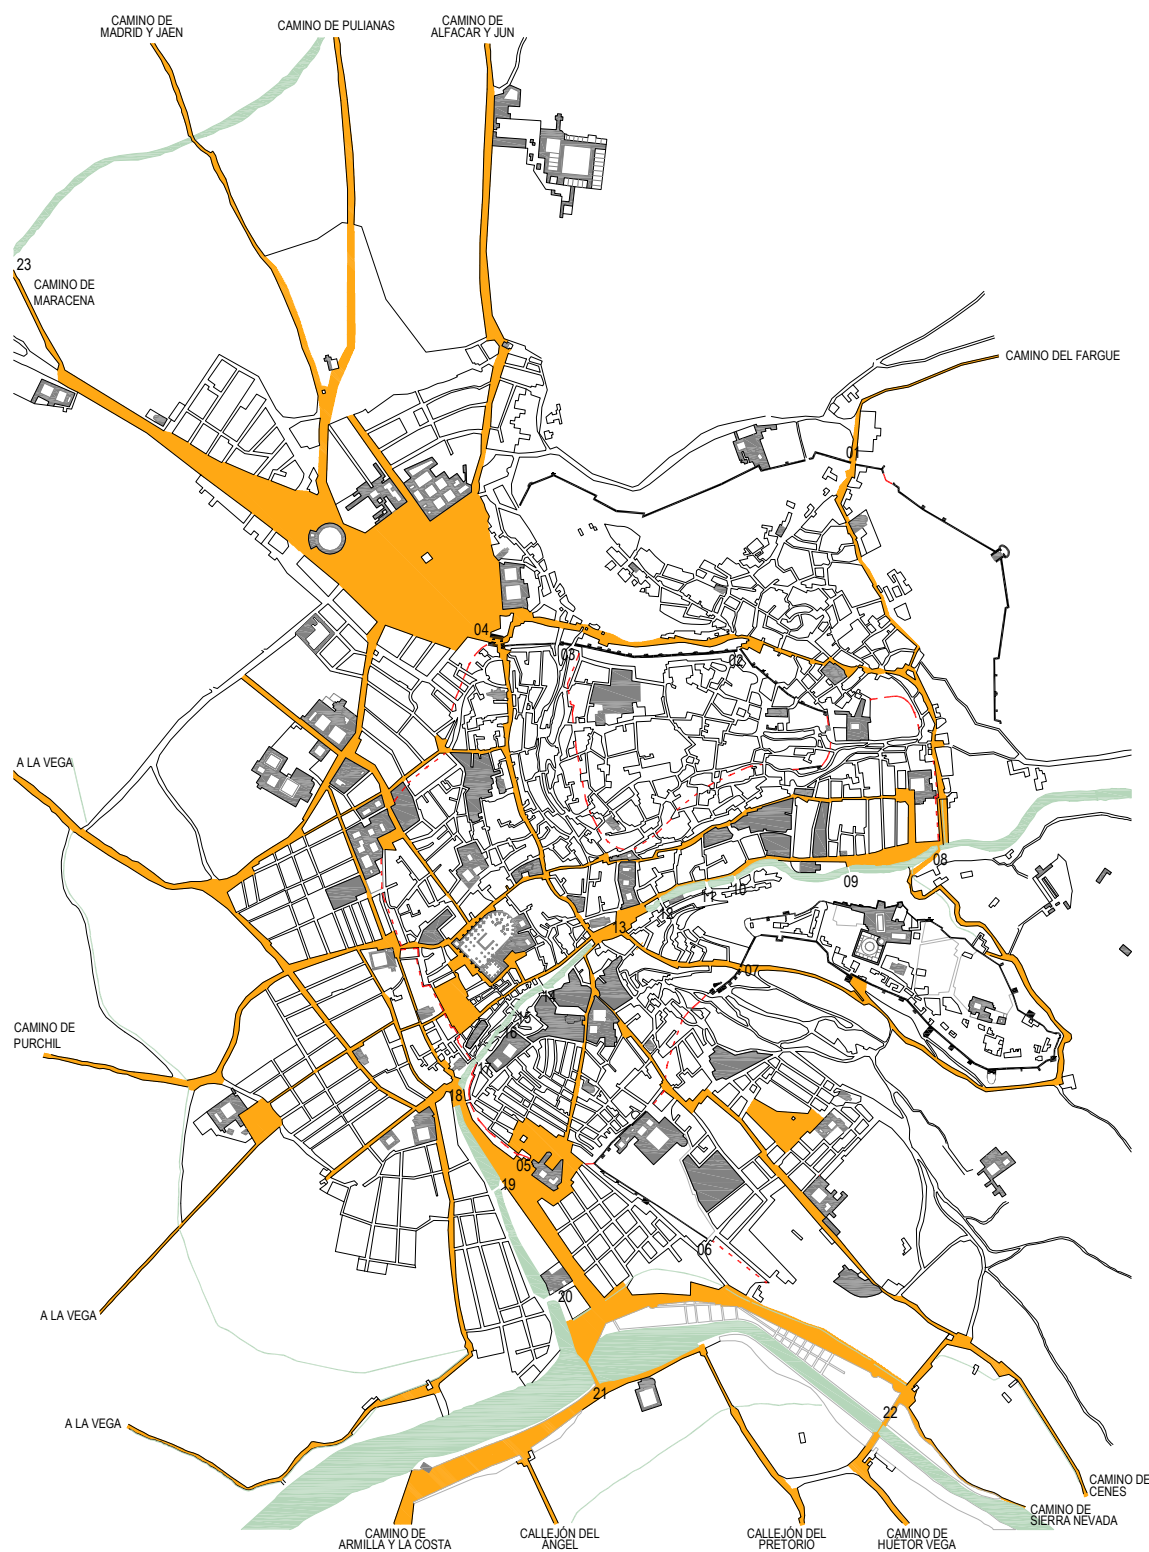 CAMINO DE
MADRID Y JAEN
CAMINO DE PULIANAS
CAMINO DE
ALFACAR Y JUN
23
CAMINO DE
MARACENA
CAMINO DEL FARGUE
01
04
03
02
A LA VEGA
08
09
10
11
12
13
07
14
15
16
17
18
CAMINO DE
PURCHIL
05
19
06
20
A LA VEGA
21
22
A LA VEGA
CAMINO DE
CENES
CAMINO DE
SIERRA NEVADA
CAMINO DE
ARMILLA Y LA COSTA
CALLEJÓN DEL
ANGEL
CALLEJÓN DEL
PRETORIO
CAMINO DE
HUÉTOR VEGA